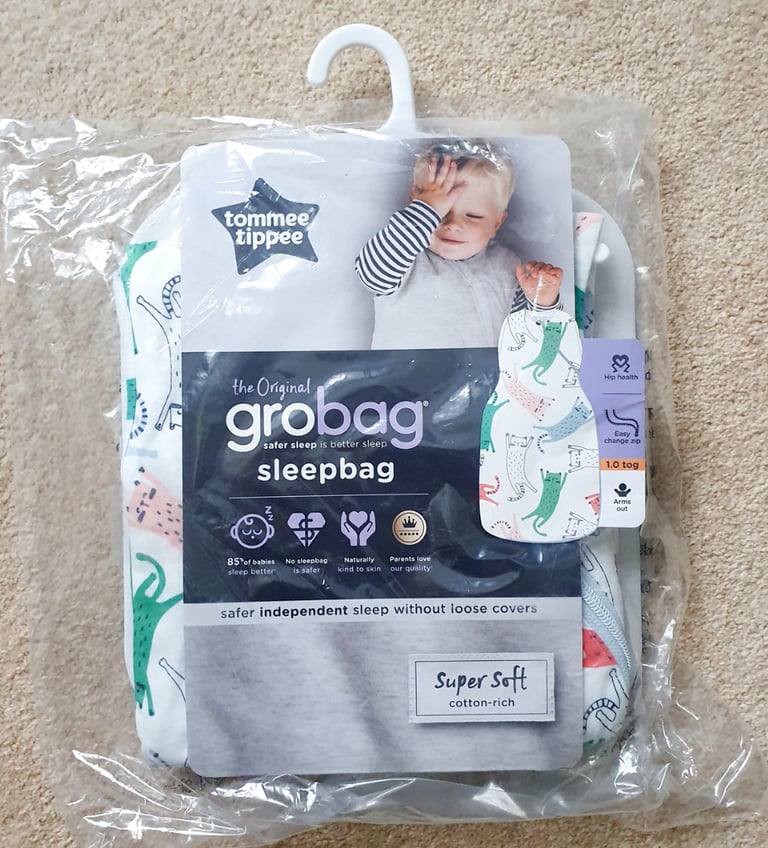 tommee
tippee
the Original
grobag®
safer sleep is better sleep
sleepbag
z z
85% of babies
sleep better
No sleepbag
is safer
Naturally
kind to skin
Parents love
our quality
Hip health
Easy
change zip
1.0 tog
Arms
out
safer independent sleep without loose covers
Super Soft
cotton-rich